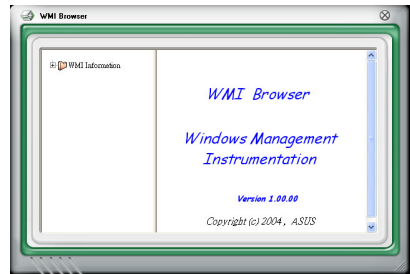 WMI Browser
WMI Information
WMI Browser
Windows Management
Instrumentation
Version 1.00.00
Copyright (c) 2004, ASUS